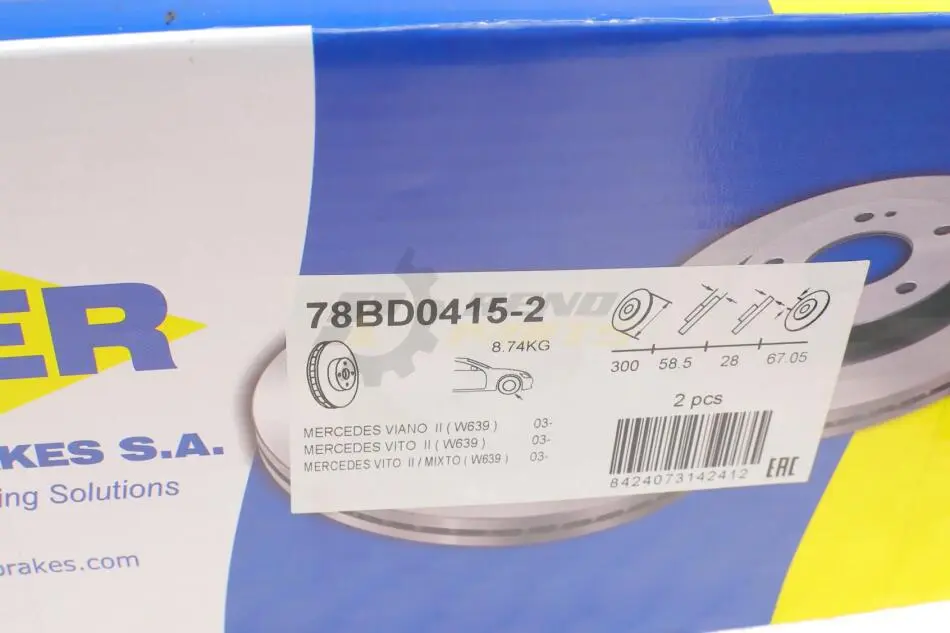 ER
KES S.A.
ing Solutions
orakes.com
78BD0415-2
8.74KG
300 58.5 28 67.05
2 pcs
MERCEDES VIANO II ( W639 ) 03-
MERCEDES VITO II ( W639 ) 03-
MERCEDES VITO II / MIXTO ( W639 ) 03-
8424073142412
EAC